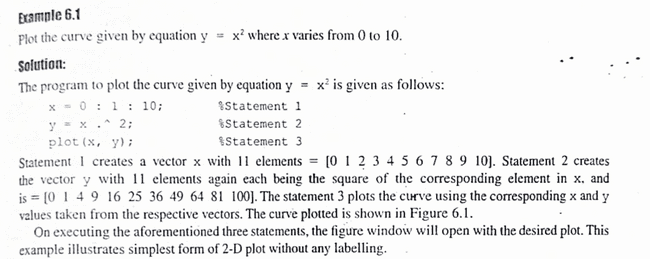 Example 6.1
Plot the curve given by equation y = x² where x varies from 0 to 10.
Solution:
The program to plot the curve given by equation y = x² is given as follows:
x = 0 : 1 : 10; %Statement 1
y = x .^ 2; %Statement 2
plot(x, y); %Statement 3
Statement 1 creates a vector x with 11 elements = [0 1 2 3 4 5 6 7 8 9 10]. Statement 2 creates
the vector y with 11 elements again each being the square of the corresponding element in x, and
is = [0 1 4 9 16 25 36 49 64 81 100]. The statement 3 plots the curve using the corresponding x and y
values taken from the respective vectors. The curve plotted is shown in Figure 6.1.
On executing the aforementioned three statements, the figure window will open with the desired plot. This
example illustrates simplest form of 2-D plot without any labelling.